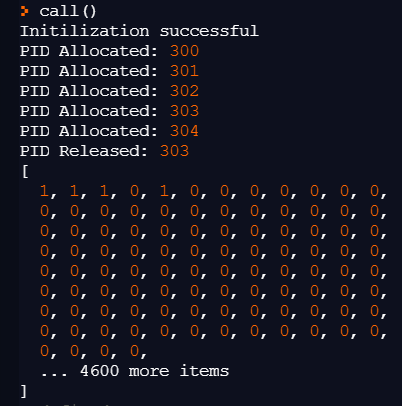 > call()
Initilization successful
PID Allocated: 300
PID Allocated: 301
PID Allocated: 302
PID Allocated: 303
PID Allocated: 304
PID Released: 303
[
1, 1, 1, 0, 1, 0, 0, 0, 0, 0, 0, 0,
0, 0, 0, 0, 0, 0, 0, 0, 0, 0, 0, 0,
0, 0, 0, 0, 0, 0, 0, 0, 0, 0, 0, 0,
0, 0, 0, 0, 0, 0, 0, 0, 0, 0, 0, 0,
0, 0, 0, 0, 0, 0, 0, 0, 0, 0, 0, 0,
0, 0, 0, 0, 0, 0, 0, 0, 0, 0, 0, 0,
0, 0, 0, 0, 0, 0, 0, 0, 0, 0, 0, 0,
0, 0, 0, 0, 0, 0, 0, 0, 0, 0, 0, 0,
0, 0, 0, 0,
... 4600 more items
]